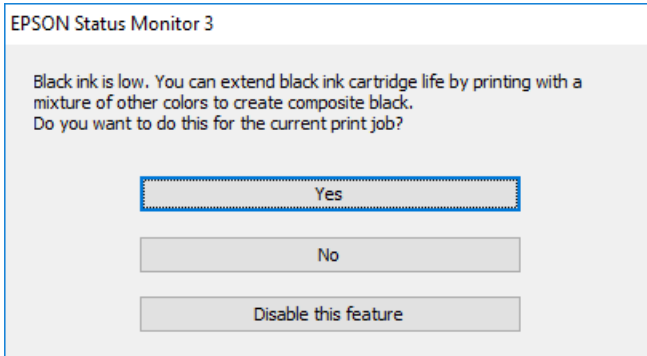 EPSON Status Monitor 3
Black ink is low. You can extend black ink cartridge life by printing with a
mixture of other colors to create composite black.
Do you want to do this for the current print job?
Yes
No
Disable this feature